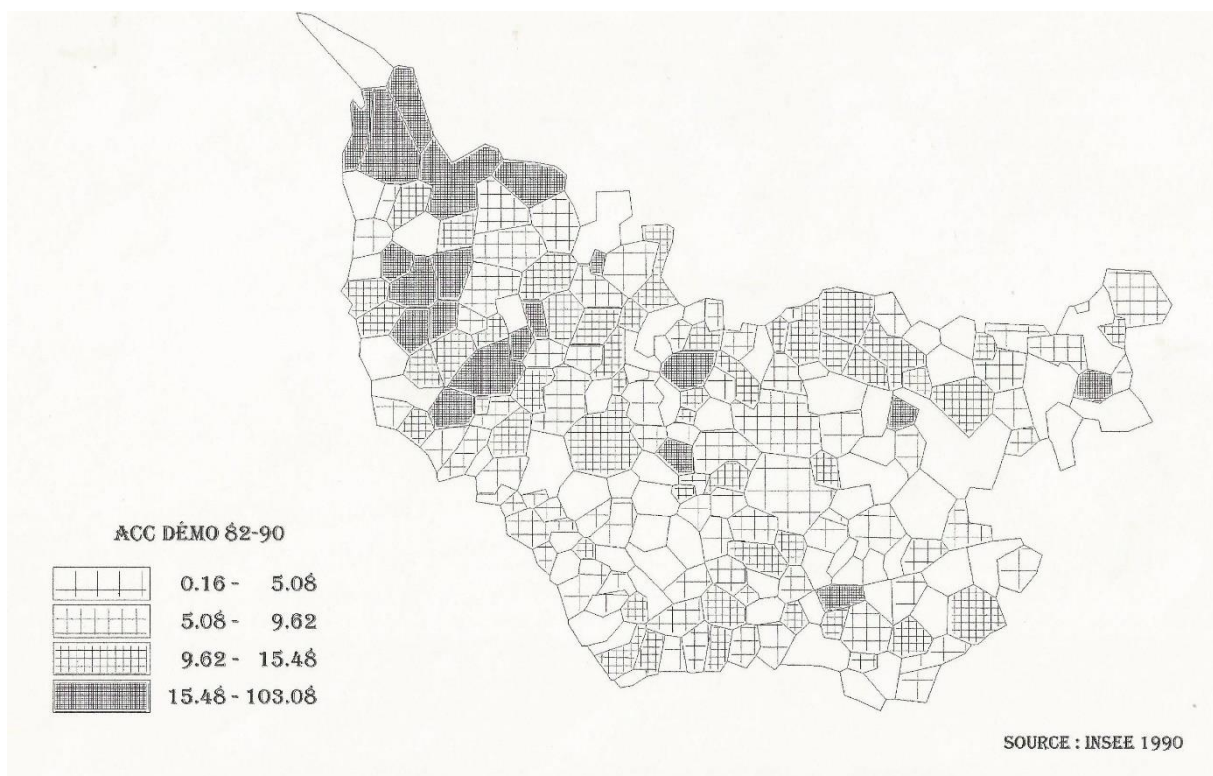 ACC DÉMO 82-90
0.16 - 5.08
5.08 - 9.62
9.62 - 15.48
15.48 - 103.08
SOURCE : INSEE 1990